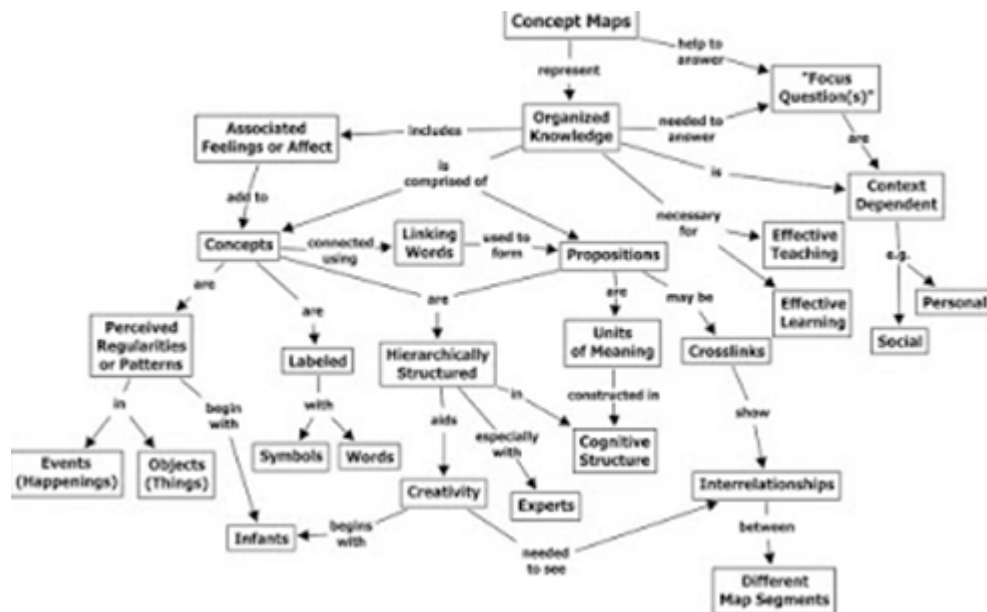 Concept Maps
help to
answer
represent
"Focus
Question(s)"
Associated
Feelings or Affect
includes
Organized
Knowledge
needed to
answer
are
is
comprised of
is
Context
Dependent
add to
necessary
for
Concepts
connected
using
Linking
Words
used to
form
Propositions
Effective
Teaching
e.g.
are
are
are
are
may be
Effective
Learning
Personal
Social
Perceived
Regularities
or Patterns
Labeled
Hierarchically
Structured
Units
of Meaning
Crosslinks
in
begin
with
with
aids
in
constructed in
show
especially
with
Events
(Happenings)
Objects
(Things)
Symbols
Words
Cognitive
Structure
Creativity
Experts
Interrelationships
Infants
begins
with
needed
to see
between
Different
Map Segments